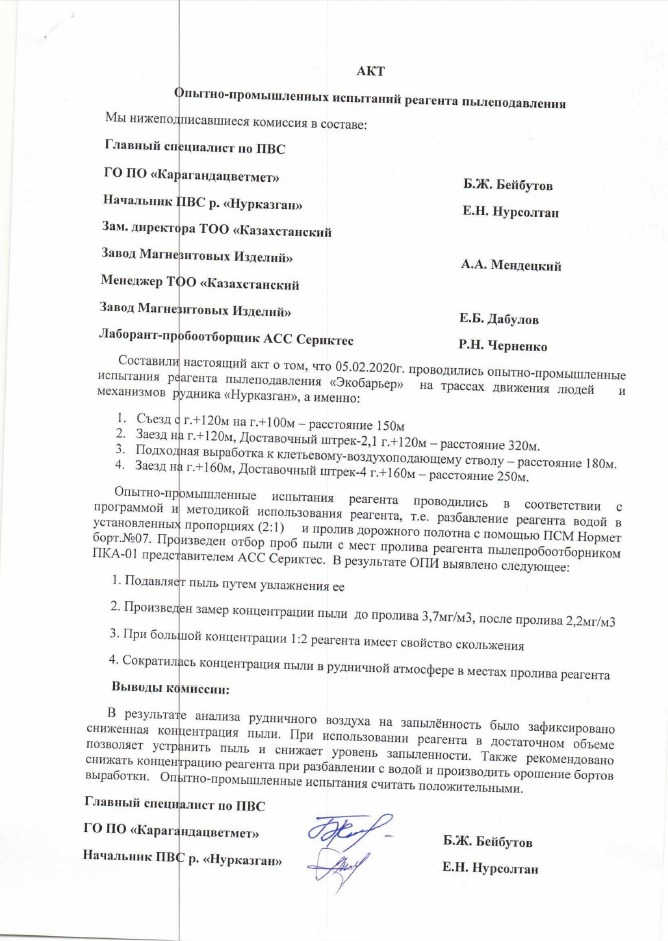 АКТ
Опытно-промышленных испытаний реагента пылеподавления
Мы нижеподписавшиеся комиссия в составе:
Главный специалист по ПВС
ГО ПО «Карагандацветмет» Б.Ж. Бейбутов
Начальник ПВС р. «Нурказган» Е.Н. Нурсолтан
Зам. директора ТОО «Казахстанский
Завод Магнезитовых Изделий» А.А. Мендецкий
Менеджер ТОО «Казахстанский
Завод Магнезитовых Изделий» Е.Б. Дабулов
Лаборант-пробоотборщик АСС Сериктес Р.Н. Черненко
Составили настоящий акт о том, что 05.02.2020г. проводились опытно-промышленные
испытания реагента пылеподавления «Экобарьер» на трассах движения людей и
механизмов рудника «Нурказган», а именно:
1. Съезд с г.+120м на г.+100м – расстояние 150м
2. Заезд на г.+120м, Доставочный штрек-2,1 г.+120м – расстояние 320м.
3. Подходная выработка к клетьевому-воздухоподающему стволу – расстояние 180м.
4. Заезд на г.+160м, Доставочный штрек-4 г.+160м – расстояние 250м.
Опытно-промышленные испытания реагента проводились в соответствии с
программой и методикой использования реагента, т.е. разбавление реагента водой в
установленных пропорциях (2:1) и пролив дорожного полотна с помощью ПСМ Нормет
борт.№07. Произведен отбор проб пыли с мест пролива реагента пылепробоотборником
ПКА-01 представителем АСС Сериктес. В результате ОПИ выявлено следующее:
1. Подавляет пыль путем увлажнения ее
2. Произведен замер концентрации пыли до пролива 3,7мг/м3, после пролива 2,2мг/м3
3. При большой концентрации 1:2 реагента имеет свойство скольжения
4. Сократилась концентрация пыли в рудничной атмосфере в местах пролива реагента
Выводы комиссии:
В результате анализа рудничного воздуха на запылённость было зафиксировано
сниженная концентрация пыли. При использовании реагента в достаточном объеме
позволяет устранить пыль и снижает уровень запыленности. Также рекомендовано
снижать концентрацию реагента при разбавлении с водой и производить орошение бортов
выработки. Опытно-промышленные испытания считать положительными.
Главный специалист по ПВС
ГО ПО «Карагандацветмет» Б.Ж. Бейбутов
Начальник ПВС р. «Нурказган» Е.Н. Нурсолтан